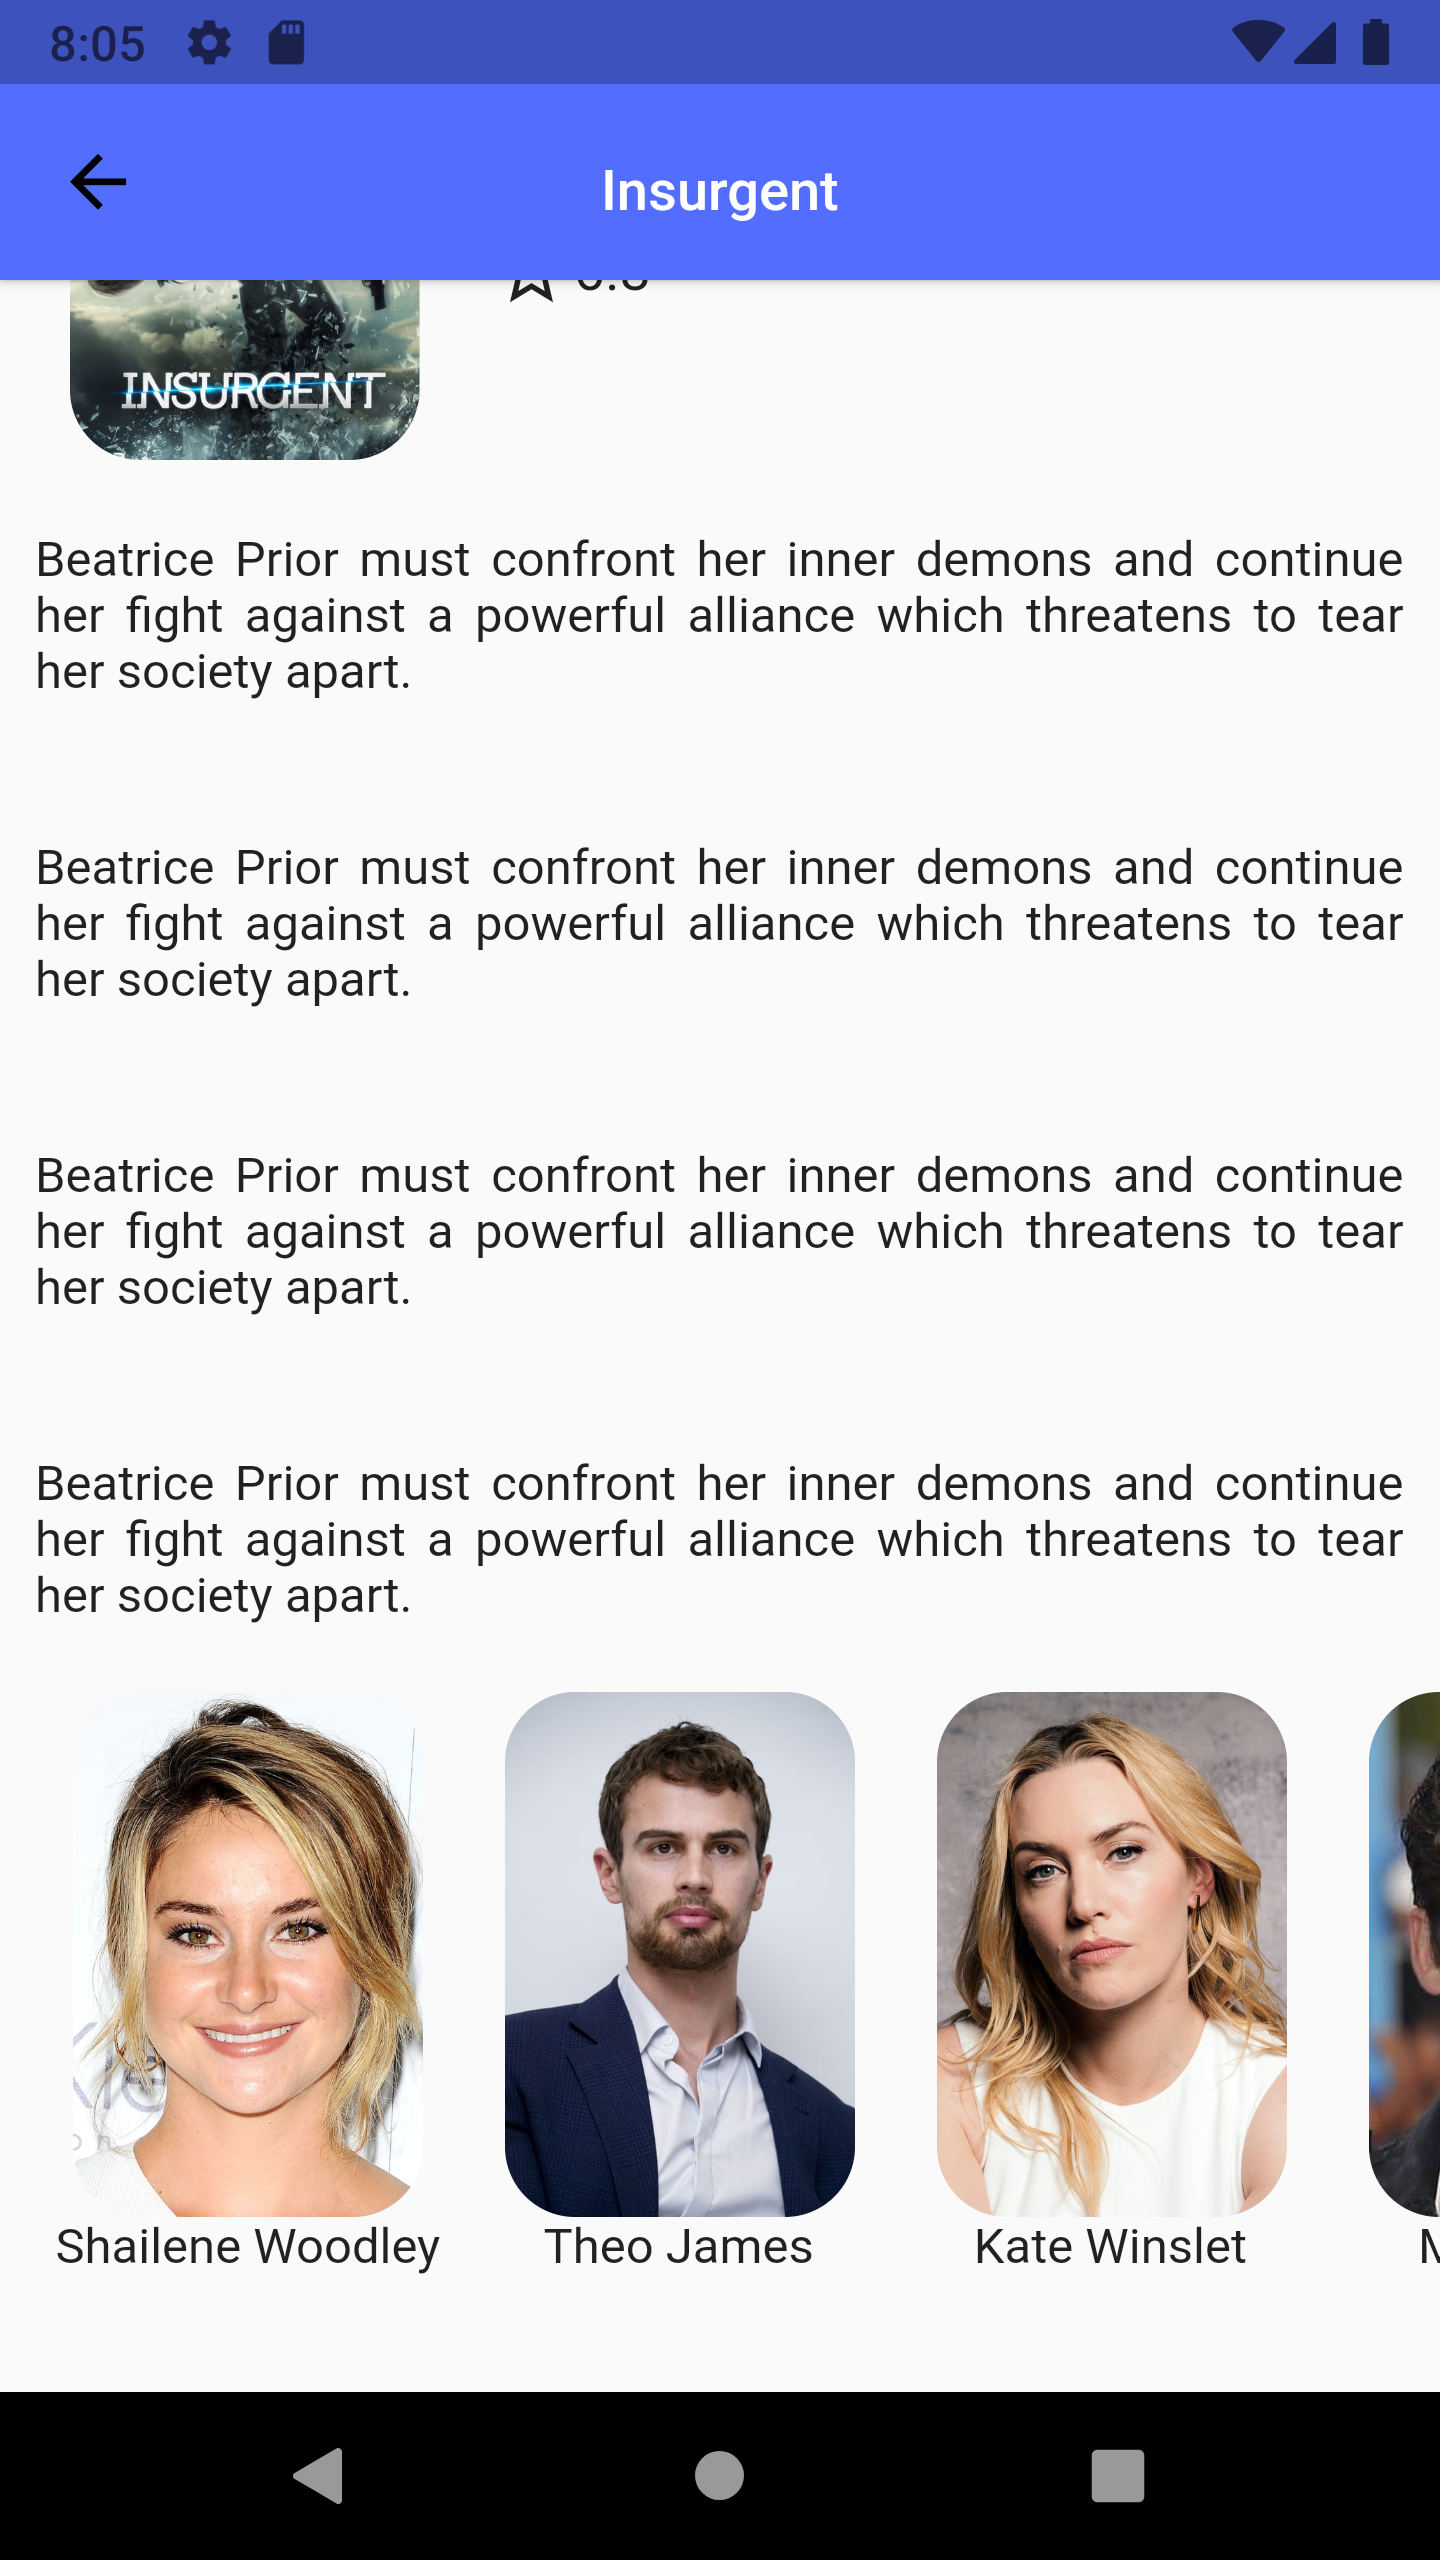 8:05
Insurgent
INSURGENT
Beatrice Prior must confront her inner demons and continue
her fight against a powerful alliance which threatens to tear
her society apart.
Beatrice Prior must confront her inner demons and continue
her fight against a powerful alliance which threatens to tear
her society apart.
Beatrice Prior must confront her inner demons and continue
her fight against a powerful alliance which threatens to tear
her society apart.
Beatrice Prior must confront her inner demons and continue
her fight against a powerful alliance which threatens to tear
her society apart.
Shailene Woodley
Theo James
Kate Winslet